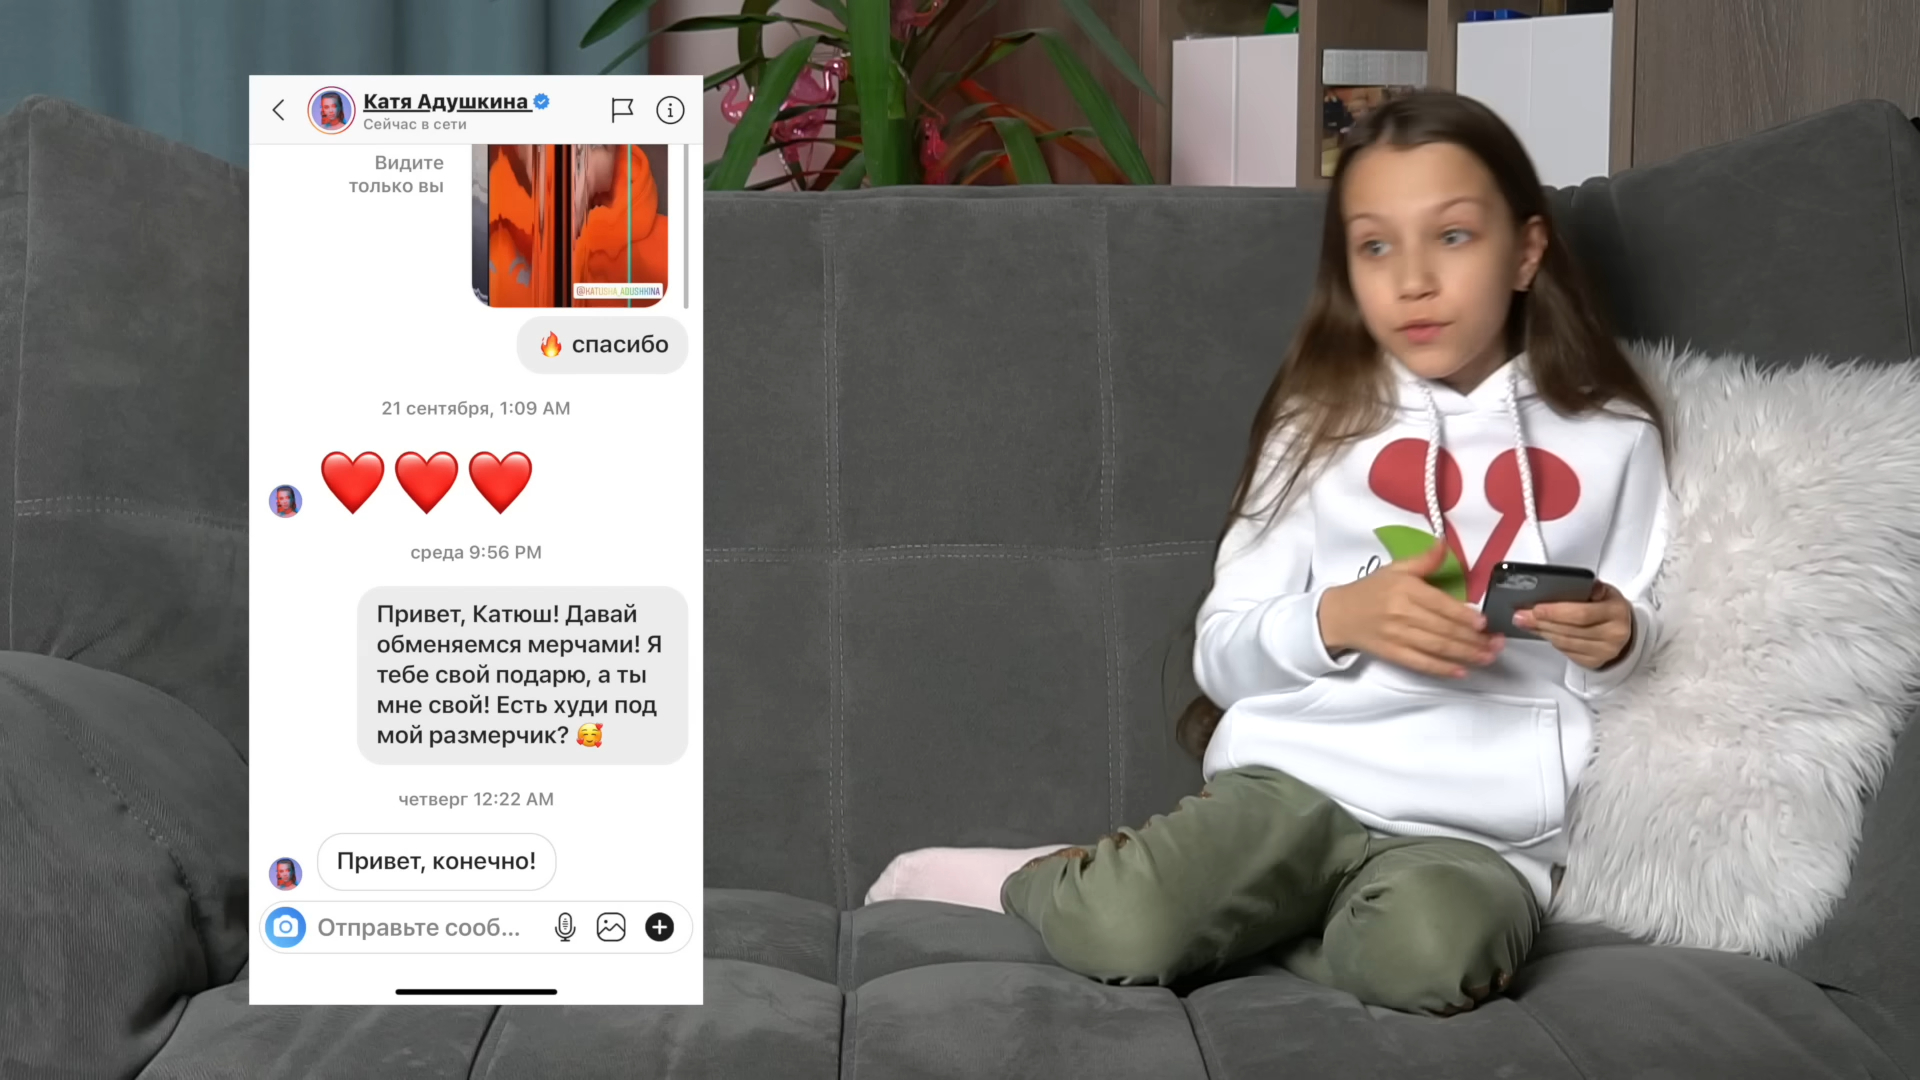 Катя Адушкина
Сейчас в сети
Видите
только вы
@KATUSHA_ADUSHKINA
🔥 спасибо
21 сентября, 1:09 AM
❤️❤️❤️
среда 9:56 PM
Привет, Катюш! Давай
обменяемся мерчами! Я
тебе свой подарю, а ты
мне свой! Есть худи под
мой размерчик? 🥰
четверг 12:22 AM
Привет, конечно!
Отправьте сооб...